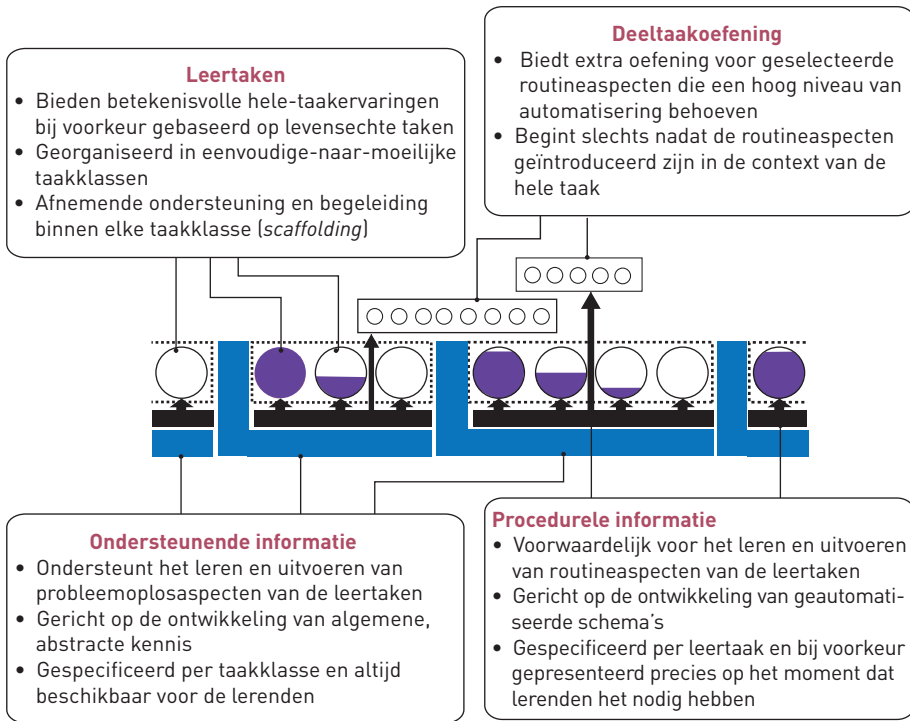 Leertaken
• Bieden betekenisvolle hele-taakervaringen
bij voorkeur gebaseerd op levensechte taken
• Georganiseerd in eenvoudige-naar-moeilijke
taakklassen
• Afnemende ondersteuning en begeleiding
binnen elke taakklasse (scaffolding)
Deeltaakoefening
• Biedt extra oefening voor geselecteerde
routineaspecten die een hoog niveau van
automatisering behoeven
• Begint slechts nadat de routineaspecten
geïntroduceerd zijn in de context van de
hele taak
Ondersteunende informatie
• Ondersteunt het leren en uitvoeren van
probleemoplosaspecten van de leertaken
• Gericht op de ontwikkeling van algemene,
abstracte kennis
• Gespecificeerd per taakklasse en altijd
beschikbaar voor de lerenden
Procedurele informatie
• Voorwaardelijk voor het leren en uitvoeren
van routineaspecten van de leertaken
• Gericht op de ontwikkeling van geautomati-
seerde schema's
• Gespecificeerd per leertaak en bij voorkeur
gepresenteerd precies op het moment dat
lerenden het nodig hebben